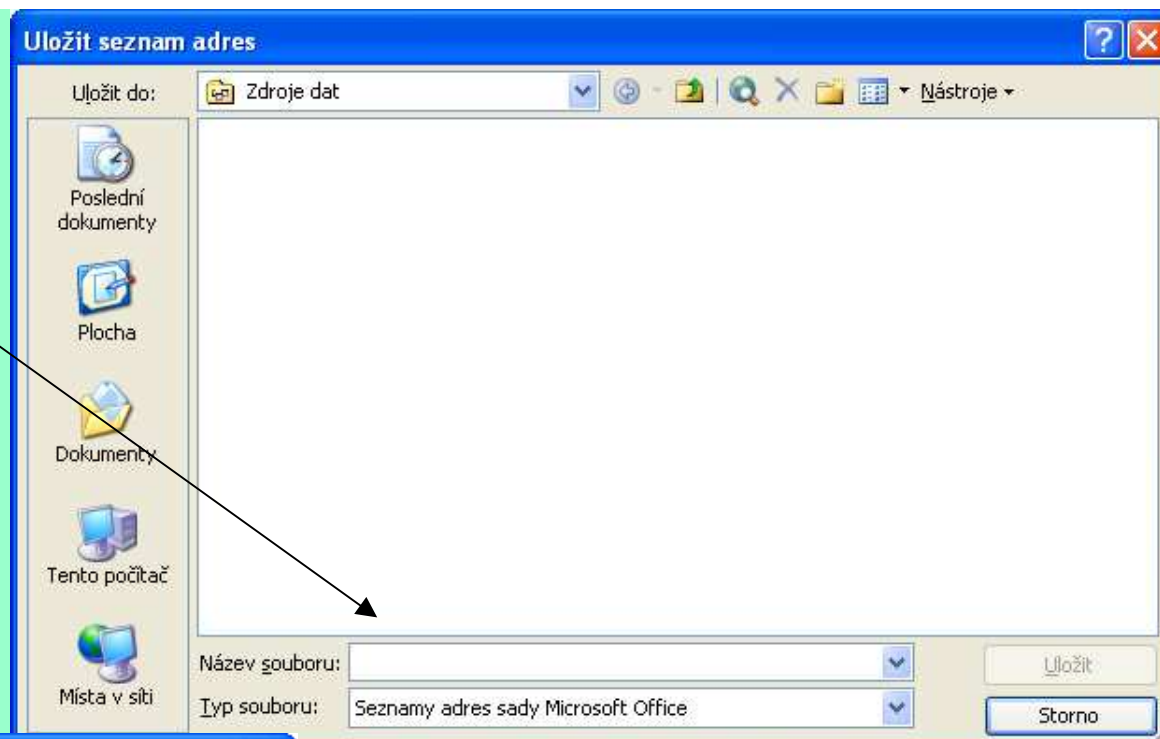 Uložit seznam adres
Uložit do:
Zdroje dat
Nástroje
Poslední
dokumenty
Plocha
Dokumenty
Tento počítač
Místa v síti
Název souboru:
Uložit
Typ souboru:
Seznamy adres sady Microsoft Office
Storno